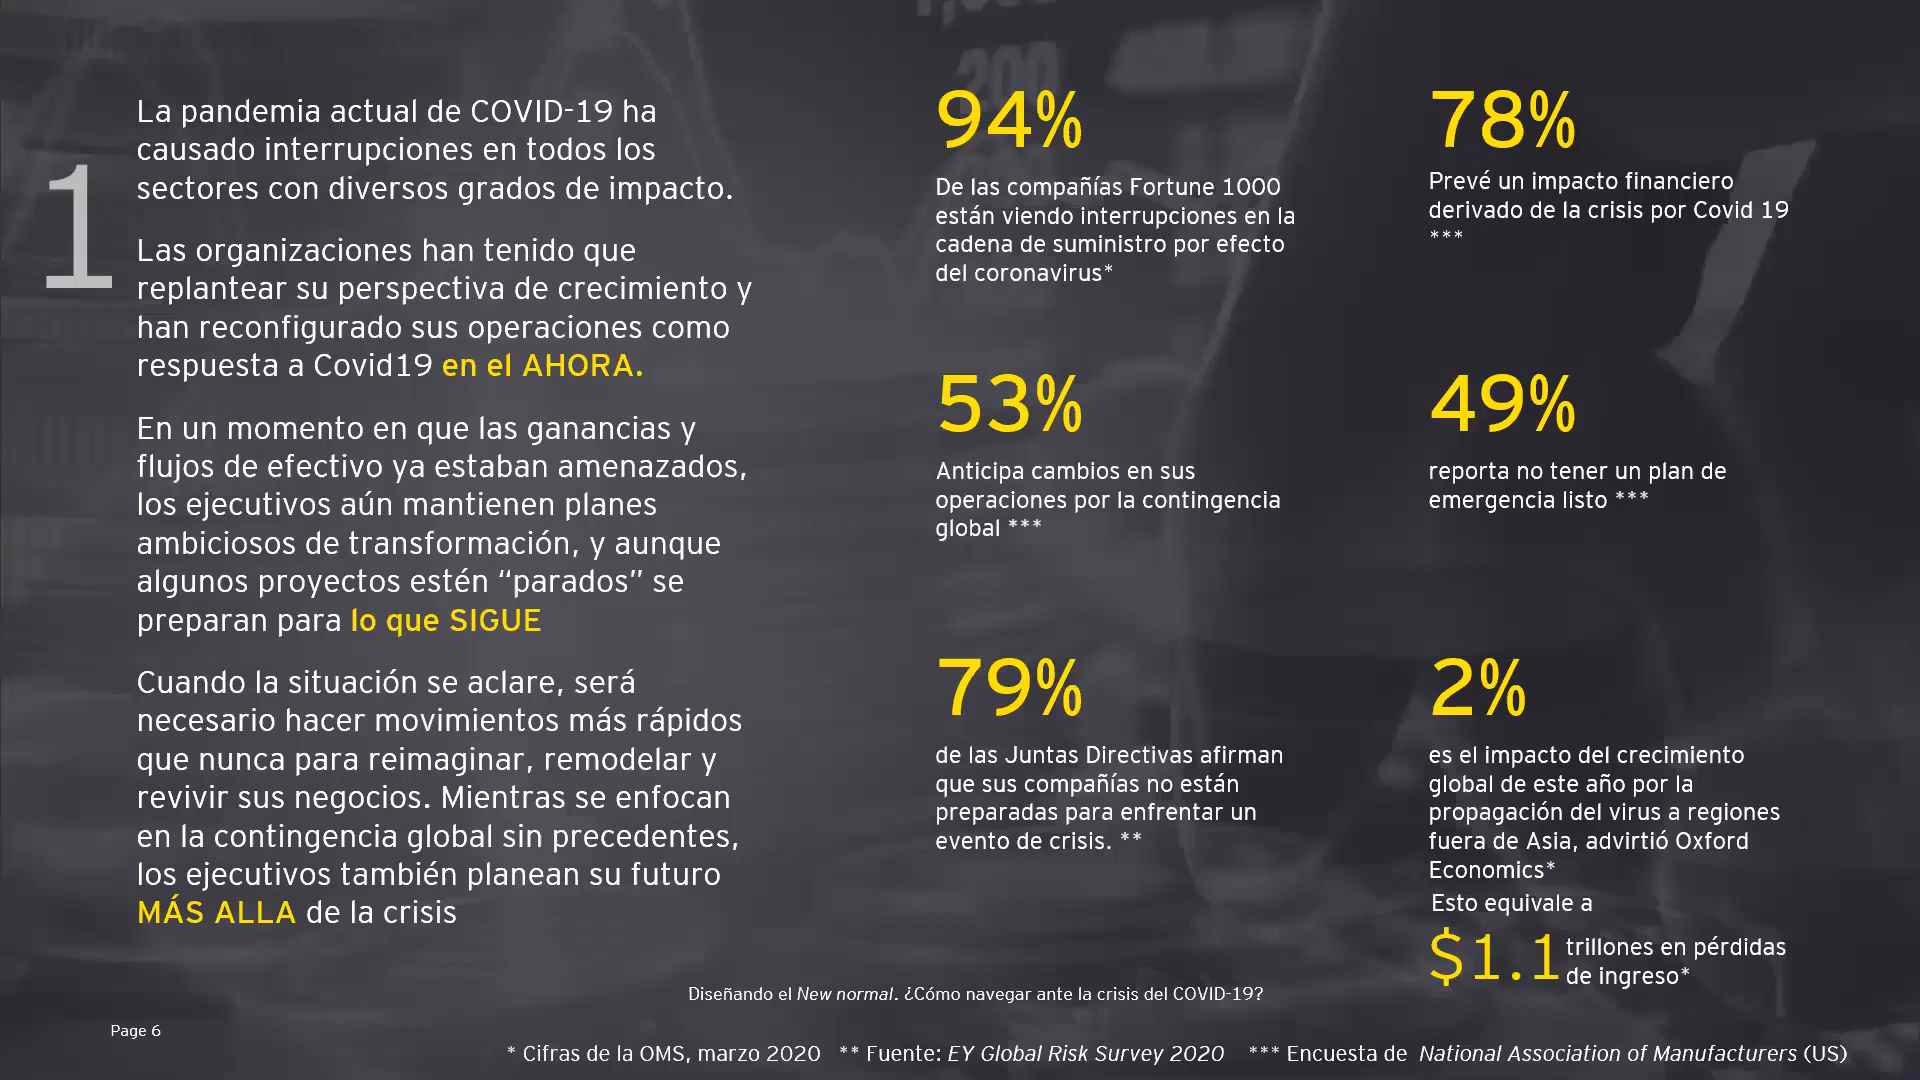 1
La pandemia actual de COVID-19 ha
causado interrupciones en todos los
sectores con diversos grados de impacto.
Las organizaciones han tenido que
replantear su perspectiva de crecimiento y
han reconfigurado sus operaciones como
respuesta a Covid19 en el AHORA.
En un momento en que las ganancias y
flujos de efectivo ya estaban amenazados,
los ejecutivos aún mantienen planes
ambiciosos de transformación, y aunque
algunos proyectos estén “parados” se
preparan para lo que SIGUE
Cuando la situación se aclare, será
necesario hacer movimientos más rápidos
que nunca para reimaginar, remodelar y
revivir sus negocios. Mientras se enfocan
en la contingencia global sin precedentes,
los ejecutivos también planean su futuro
MÁS ALLA de la crisis
200
94%
De las compañías Fortune 1000
están viendo interrupciones en la
cadena de suministro por efecto
del coronavirus*
78%
Prevé un impacto financiero
derivado de la crisis por Covid 19
***
53%
Anticipa cambios en sus
operaciones por la contingencia
global ***
49%
reporta no tener un plan de
emergencia listo ***
79%
de las Juntas Directivas afirman
que sus compañías no están
preparadas para enfrentar un
evento de crisis. **
2%
es el impacto del crecimiento
global de este año por la
propagación del virus a regiones
fuera de Asia, advirtió Oxford
Economics*
Esto equivale a
$1.1 trillones en pérdidas
de ingreso*
Diseñando el New normal. ¿Cómo navegar ante la crisis del COVID-19?
Page 6
* Cifras de la OMS, marzo 2020 ** Fuente: EY Global Risk Survey 2020 *** Encuesta de National Association of Manufacturers (US)